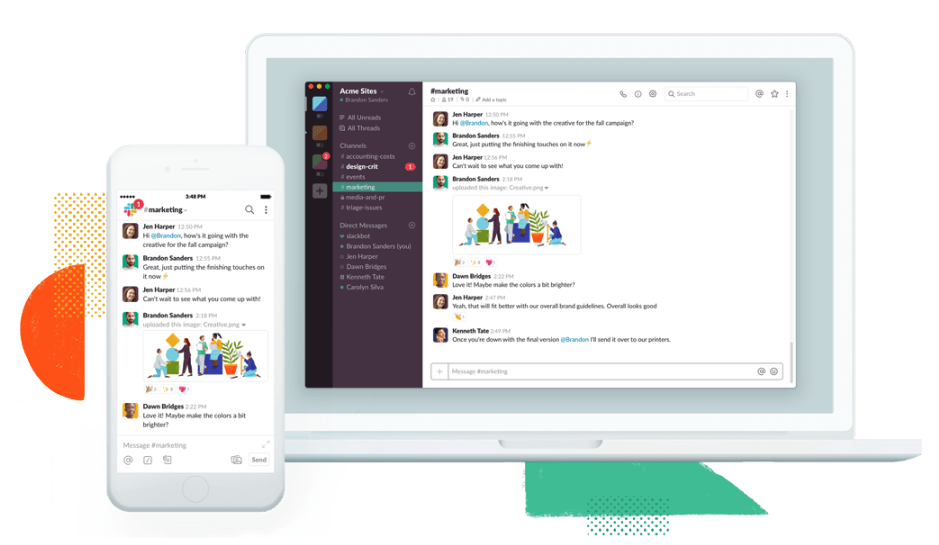 3:48 PM
1
#marketing
Jen Harper 12:50 PM
Hi @Brandon, how's it going with the
creative for the fall campaign?
Brandon Sanders 12:55 PM
Great, just putting the finishing touches on
it now
Jen Harper 12:56 PM
Can't wait to see what you come up with!
Brandon Sanders 2:18 PM
uploaded this image: Creative.png
Dawn Bridges 2:22 PM
Love it! Maybe make the colors a bit
brighter?
Message #marketing
Send
Acme Sites
Brandon Sanders
All Unreads
All Threads
Channels
# accounting-costs
# design-crit 1
# events
# marketing
media-and-pr
# triage-issues
Direct Messages
slackbot
Brandon Sanders (you)
Jen Harper
Dawn Bridges
Kenneth Tate
Carolyn Silva
#marketing
19 | 0 | Add a topic
Search
Jen Harper 12:50 PM
Hi @Brandon, how's it going with the creative for the fall campaign?
Brandon Sanders 12:55 PM
Great, just putting the finishing touches on it now
Jen Harper 12:56 PM
Can't wait to see what you come up with!
Brandon Sanders 2:18 PM
uploaded this image: Creative.png
Dawn Bridges 2:22 PM
Love it! Maybe make the colors a bit brighter?
Jen Harper 2:47 PM
Yeah, that will fit better with our overall brand guidelines. Overall looks good
Kenneth Tate 2:49 PM
Once you're down with the final version @Brandon I'll send it over to our printers.
Message #marketing